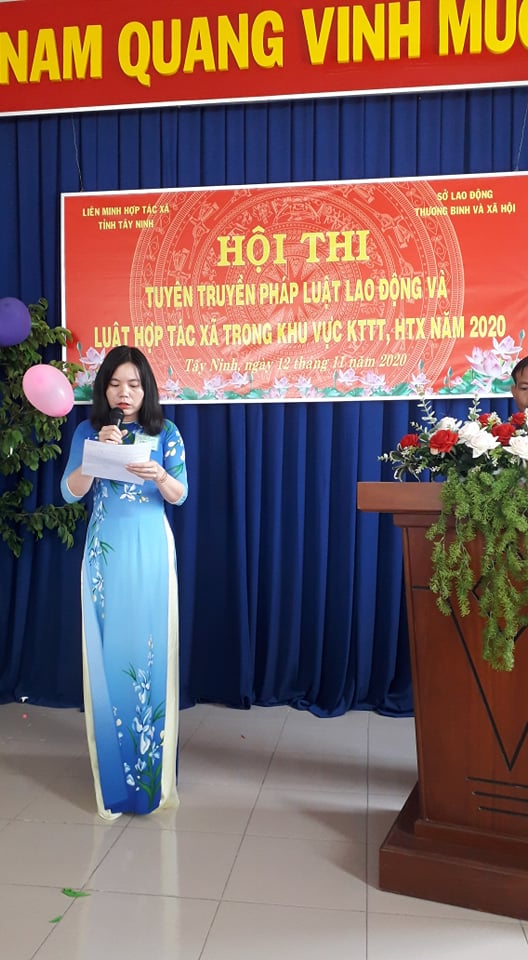 NAM QUANG VINH MUÔ
LIÊN MINH HỢP TÁC XÃ
TỈNH TÂY NINH
SỞ LAO ĐỘNG
THƯƠNG BINH VÀ XÃ HỘI
HỘI THI
TUYÊN TRUYỀN PHÁP LUẬT LAO ĐỘNG VÀ
LUẬT HỢP TÁC XÃ TRONG KHU VỰC KTTT, HTX NĂM 2020
Tây Ninh, ngày 12 tháng 11 năm 2020